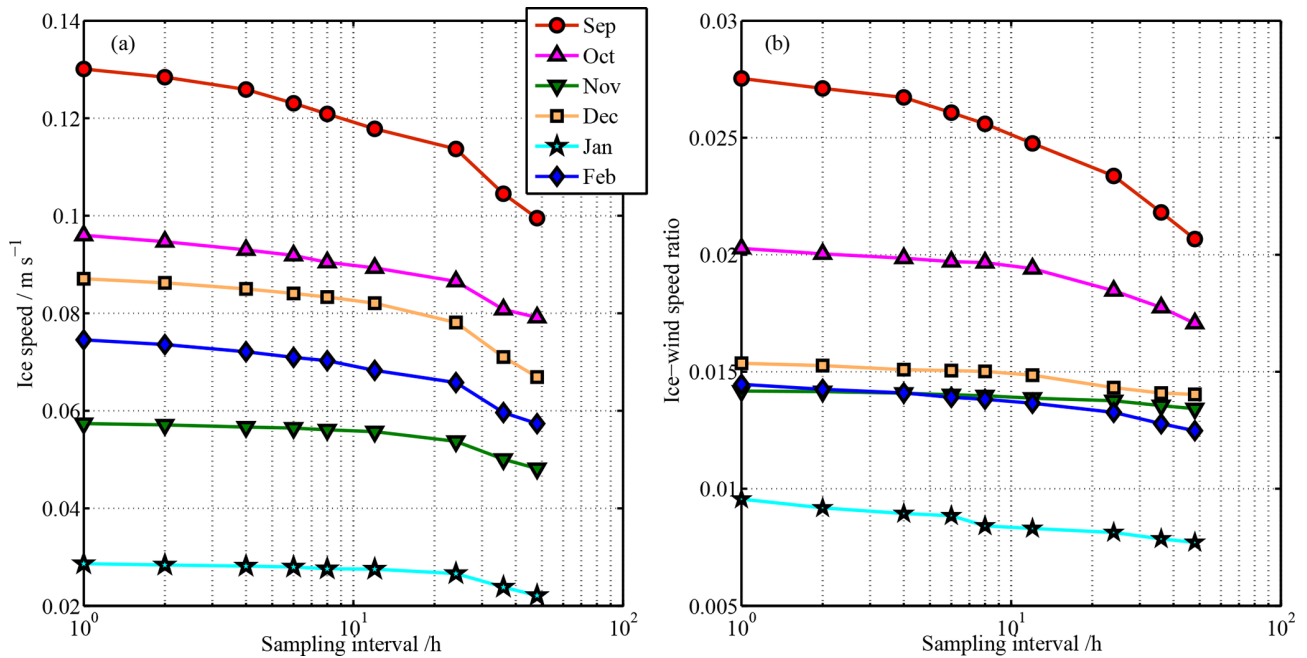 (a)
Sep
Oct
Nov
Dec
Jan
Feb
Ice speed / m s⁻¹
0.14
0.12
0.1
0.08
0.06
0.04
0.02
10⁰
10¹
10²
Sampling interval /h
(b)
Ice−wind speed ratio
0.03
0.025
0.02
0.015
0.01
0.005
10⁰
10¹
10²
Sampling interval /h